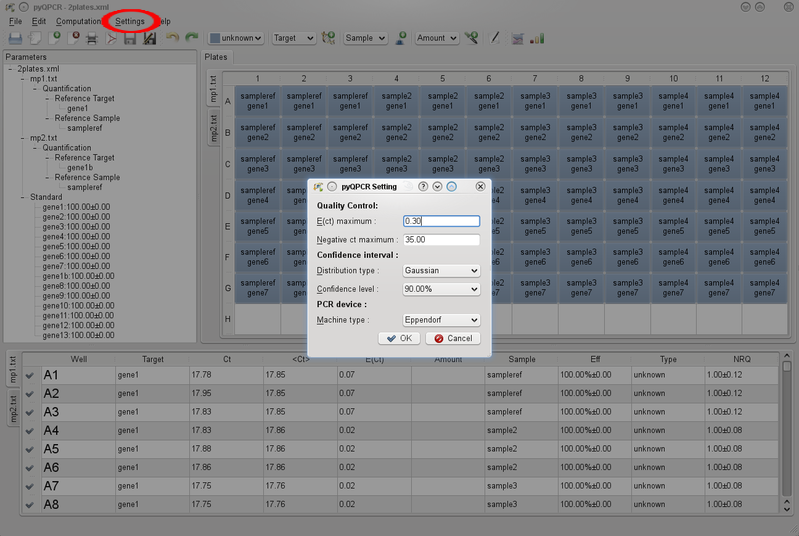 pyQPCR - 2plates.xml
File Edit Computation Settings elp
unknown Target Sample Amount
Parameters
2plates.xml
mp1.txt
Quantification
Reference Target
gene1
Reference Sample
sampleref
mp2.txt
Quantification
Reference Target
gene1b
Reference Sample
sampleref
Standard
gene1:100.00±0.00
gene2:100.00±0.00
gene3:100.00±0.00
gene4:100.00±0.00
gene5:100.00±0.00
gene6:100.00±0.00
gene7:100.00±0.00
gene1b:100.00±0.00
gene8:100.00±0.00
gene9:100.00±0.00
gene10:100.00±0.00
gene11:100.00±0.00
gene12:100.00±0.00
gene13:100.00±0.00
Plates
mp1.txt
mp2.txt
1 2 3 4 5 6 7 8 9 10 11 12
A sampleref sampleref sampleref sample2 sample2 sample2 sample3 sample3 sample3 sample4 sample4 sample4
gene1 gene1 gene1 gene1 gene1 gene1 gene1 gene1 gene1 gene1 gene1 gene1
B sampleref sampleref sampleref sample2 sample2 sample2 sample3 sample3 sample3 sample4 sample4 sample4
gene2 gene2 gene2 gene2 gene2 gene2 gene2 gene2 gene2 gene2 gene2 gene2
C sampleref sampleref sampleref sample2 sample2 sample2 sample3 sample3 sample3 sample4 sample4 sample4
gene3 gene3 gene3 gene3 gene3 gene3 gene3 gene3 gene3 gene3 gene3 gene3
D sampleref sampleref sample3 sample4 sample4 sample4
gene4 gene4 gene4 gene4 gene4 gene4
E sampleref sampleref sample3 sample4 sample4 sample4
gene5 gene5 gene5 gene5 gene5 gene5
F sampleref sampleref sample3 sample4 sample4 sample4
gene6 gene6 gene6 gene6 gene6 gene6
G sampleref sampleref sample3 sample4 sample4 sample4
gene7 gene7 gene7 gene7 gene7 gene7
H
pyQPCR Setting
Quality Control:
E(ct) maximum : 0.30
Negative ct maximum : 35.00
Confidence interval :
Distribution type : Gaussian
Confidence level : 90.00%
PCR device :
Machine type : Eppendorf
OK Cancel
mp1.txt
mp2.txt
Well Target Ct <Ct> E(Ct) Amount Sample Eff Type NRQ
A1 gene1 17.78 17.85 0.07 sampleref 100.00%±0.00 unknown 1.00±0.12
A2 gene1 17.95 17.85 0.07 sampleref 100.00%±0.00 unknown 1.00±0.12
A3 gene1 17.83 17.85 0.07 sampleref 100.00%±0.00 unknown 1.00±0.12
A4 gene1 17.83 17.86 0.02 sample2 100.00%±0.00 unknown 1.00±0.08
A5 gene1 17.88 17.86 0.02 sample2 100.00%±0.00 unknown 1.00±0.08
A6 gene1 17.86 17.86 0.02 sample2 100.00%±0.00 unknown 1.00±0.08
A7 gene1 17.75 17.76 0.02 sample3 100.00%±0.00 unknown 1.00±0.08
A8 gene1 17.75 17.76 0.02 sample3 100.00%±0.00 unknown 1.00±0.08